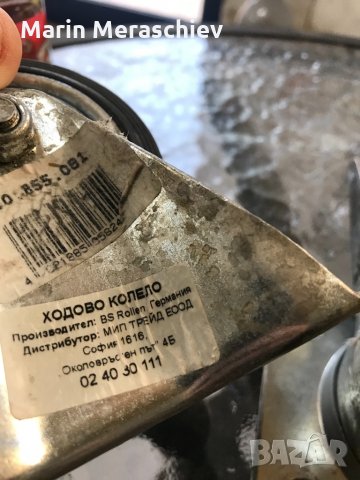 Marin Meraschiev
0 855 081
ХОДОВО КОЛЕЛО
Производител: BS Rollen, Германия
Дистрибутор: МИП ТРЕЙД ЕООД
София 1616,
Околовръстен път 45
02 40 30 111
BAZAR